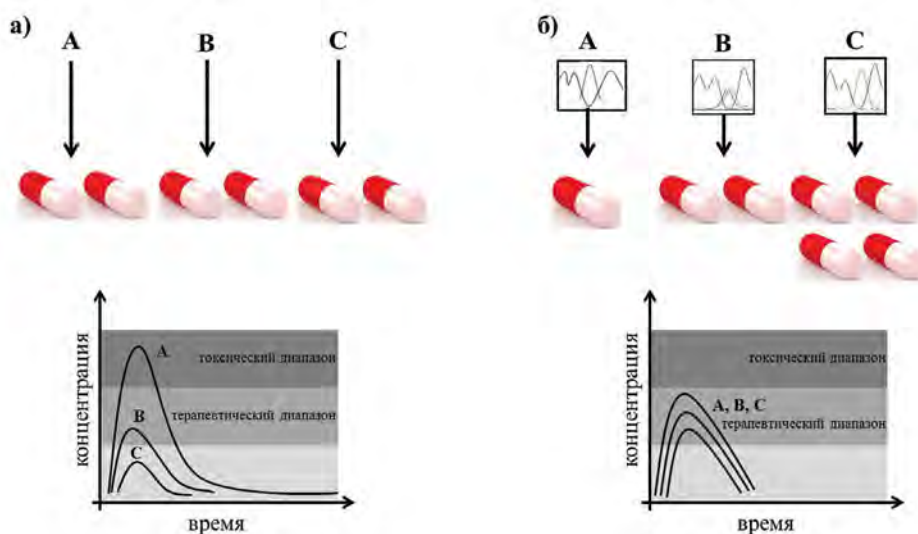 а)
A
B
C
б)
A
B
C
концентрация
A
B
C
токсический диапазон
терапевтический диапазон
время
концентрация
A, B, C
токсический диапазон
терапевтический диапазон
время